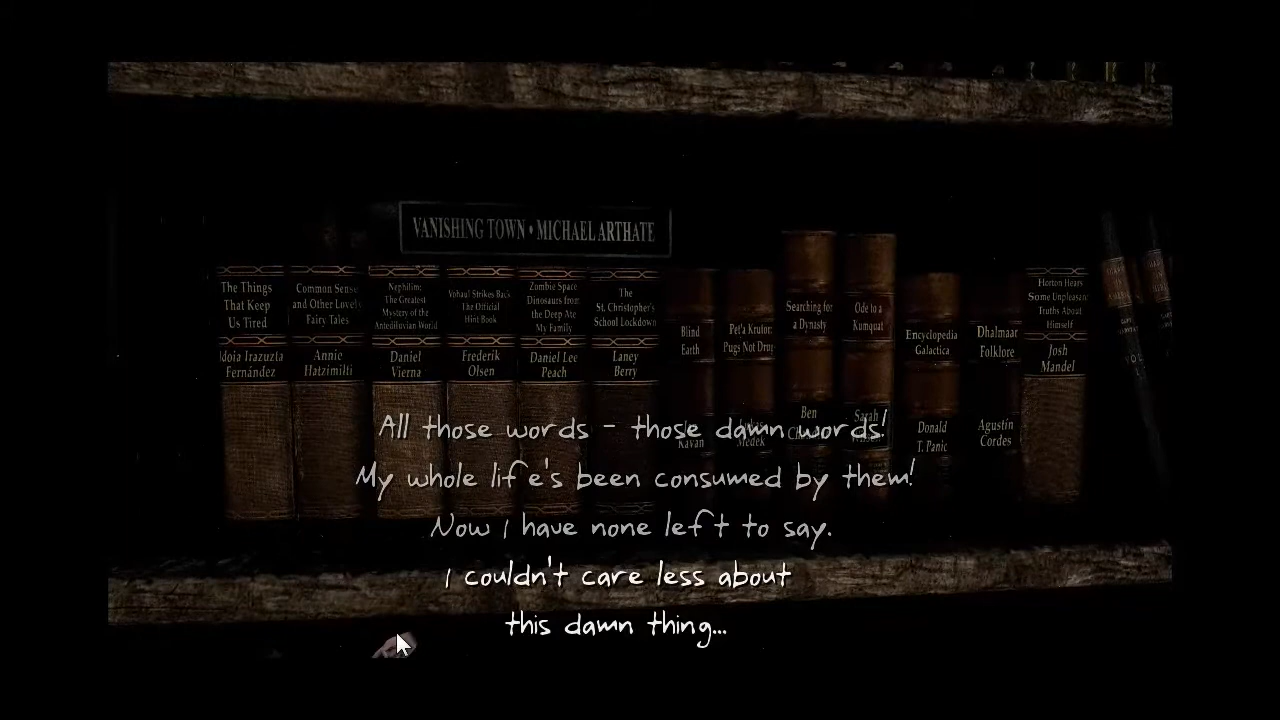 VANISHING TOWN • MICHAEL ARTHATE
The Things
That Keep
Us Tired
Idoia Irazuzta
Fernández
Common Sense
and Other Lovely
Fairy Tales
Annie
Hatzimilti
Nephilim:
The Greatest
Mystery of the
Antediluvian World
Daniel
Vierna
Vohaul Strikes Back
The Official
Hint Book
Frederik
Olsen
Zombie Space
Dinosaurs from
the Deep Ate
My Family
Daniel Lee
Peach
The
St. Christopher's
School Lockdown
Laney
Berry
Blind
Earth
Kavan
Pet'a Krutor:
Pugs Not Drugs
Medek
Searching for
a Dynasty
Ben
Ode to a
Kumquat
Sarah
Encyclopedia
Galactica
Donald
T. Panic
Dhalmaar
Folklore
Agustín
Cordes
Horton Hears
Some Unpleasant
Truths About
Himself
Josh
Mandel
All those words - those damn words!
My whole life's been consumed by them!
Now I have none left to say.
I couldn't care less about
this damn thing...